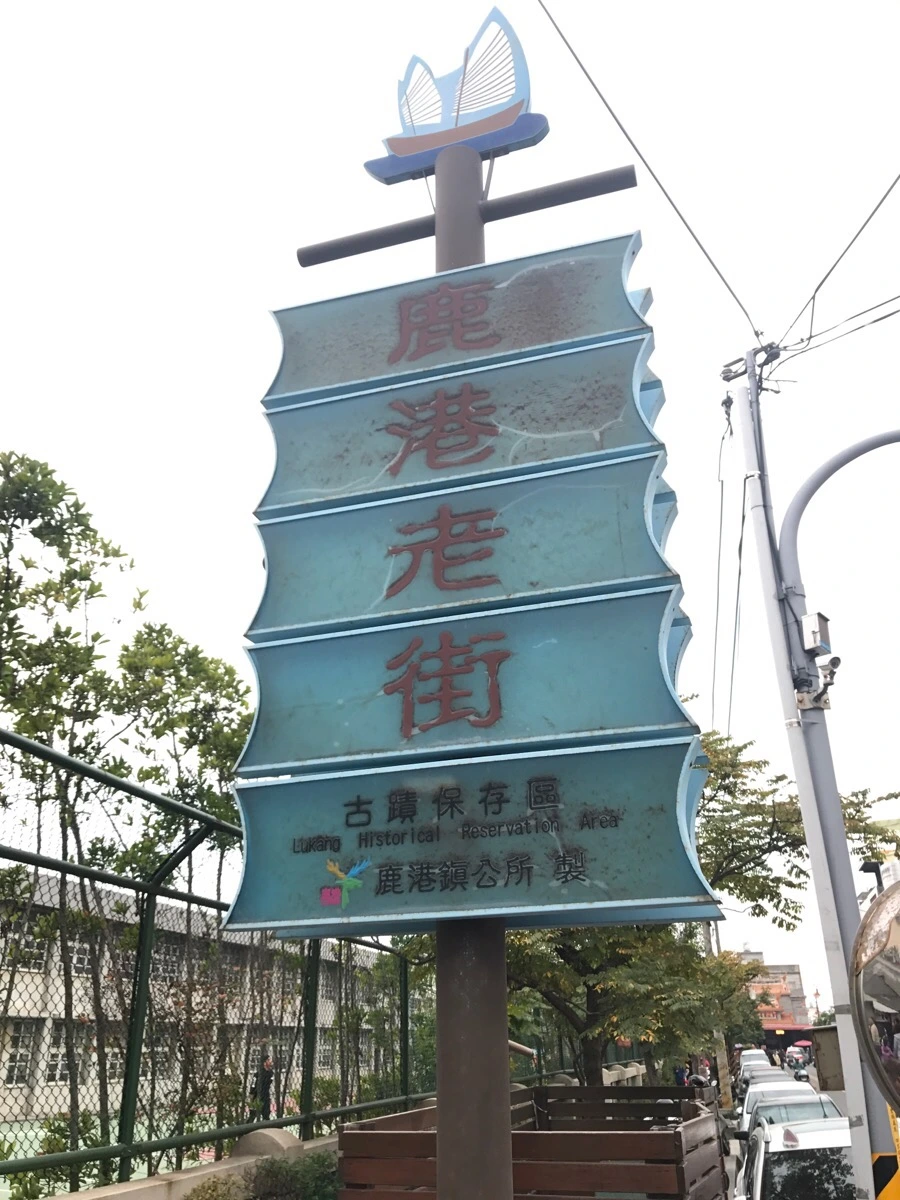 鹿
港
老
街
古蹟保存區
Lukang Historical Reservation Area
鹿港鎮公所 製